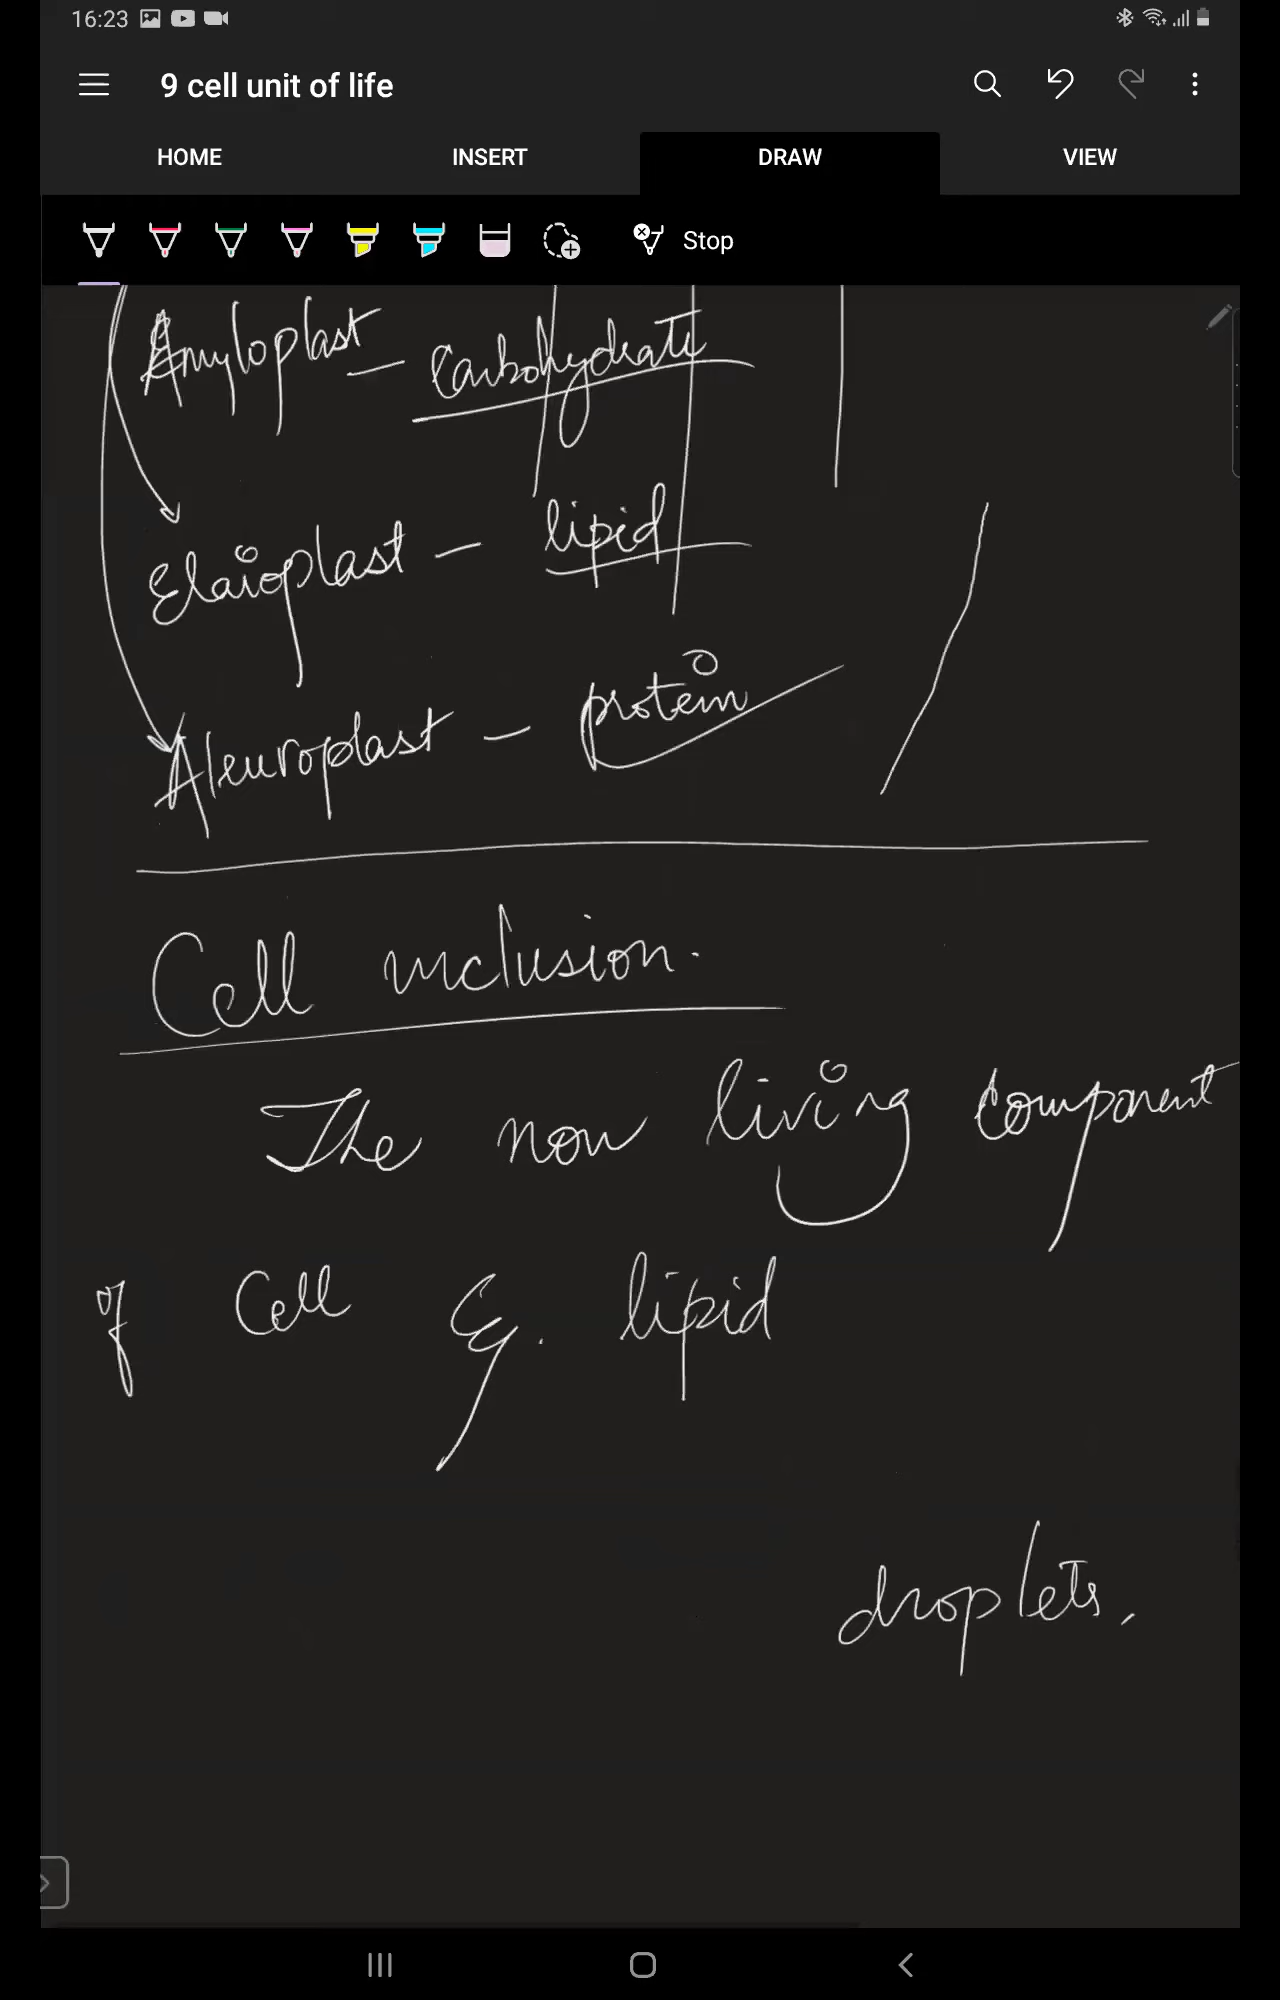 16:23
9 cell unit of life
HOME INSERT DRAW VIEW
Stop
Amyloplast – Carbohydrate
Elaioplast – lipid
Aleuroplast – protein
Cell inclusion.
The non living component
of Cell Eg. lipid
droplets,